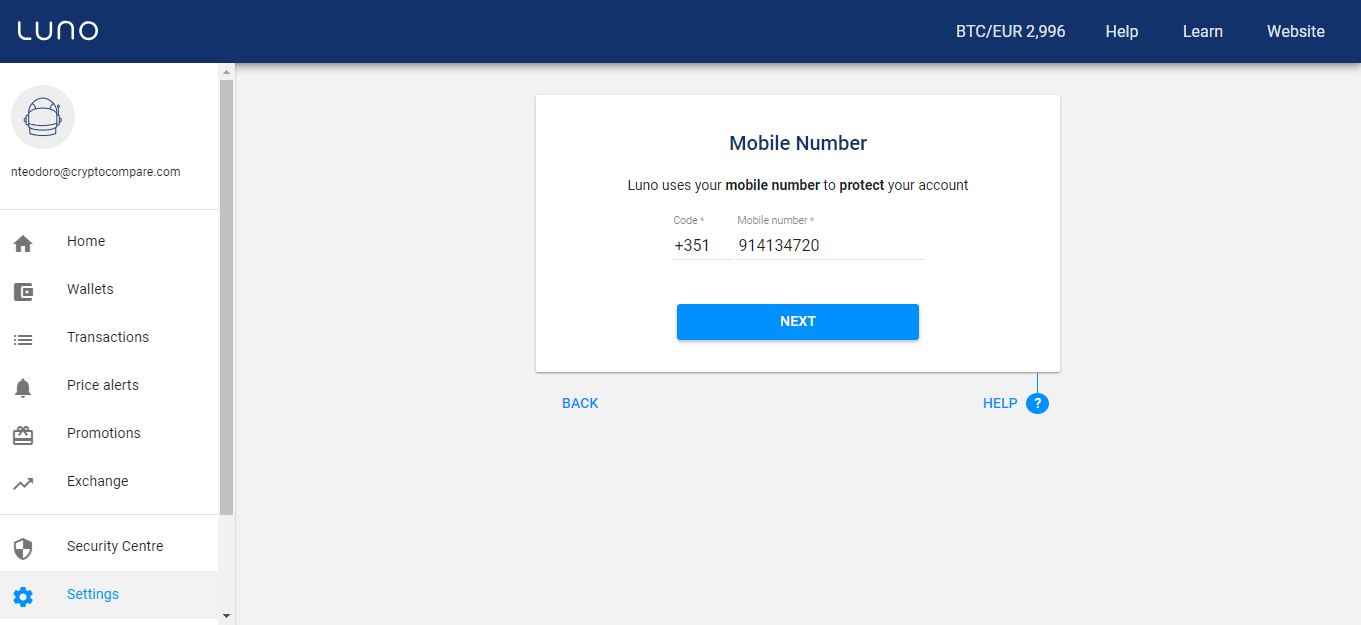 LUNO
BTC/EUR 2,996
Help
Learn
Website
nteodoro@cryptocompare.com
Home
Wallets
Transactions
Price alerts
Promotions
Exchange
Security Centre
Settings
Mobile Number
Luno uses your mobile number to protect your account
Code * Mobile number *
+351 914134720
NEXT
BACK
HELP ?